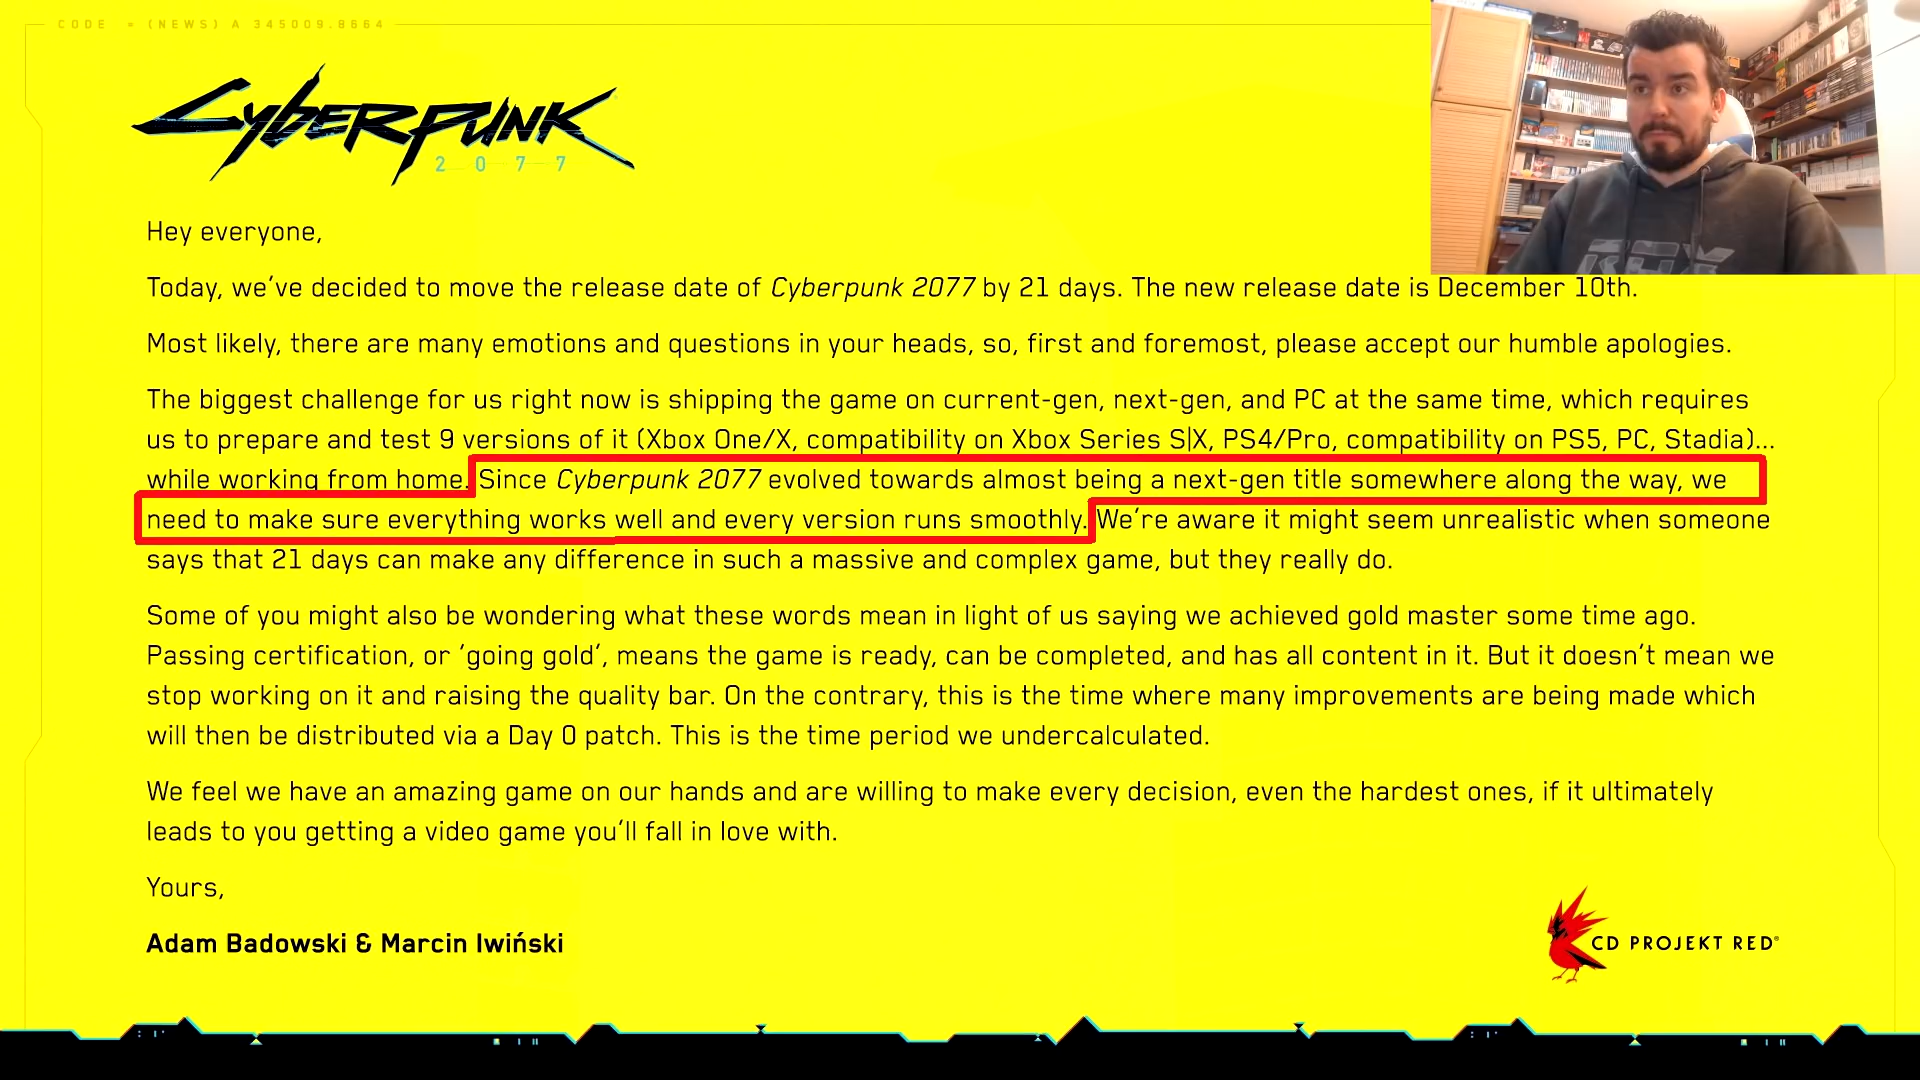 CODE = (NEWS) A 345009.8664
CYBERPUNK
2077
Hey everyone,
Today, we've decided to move the release date of Cyberpunk 2077 by 21 days. The new release date is December 10th.
Most likely, there are many emotions and questions in your heads, so, first and foremost, please accept our humble apologies.
The biggest challenge for us right now is shipping the game on current-gen, next-gen, and PC at the same time, which requires
us to prepare and test 9 versions of it (Xbox One/X, compatibility on Xbox Series S|X, PS4/Pro, compatibility on PS5, PC, Stadia)...
while working from home. Since Cyberpunk 2077 evolved towards almost being a next-gen title somewhere along the way, we
need to make sure everything works well and every version runs smoothly. We're aware it might seem unrealistic when someone
says that 21 days can make any difference in such a massive and complex game, but they really do.
Some of you might also be wondering what these words mean in light of us saying we achieved gold master some time ago.
Passing certification, or 'going gold', means the game is ready, can be completed, and has all content in it. But it doesn't mean we
stop working on it and raising the quality bar. On the contrary, this is the time where many improvements are being made which
will then be distributed via a Day 0 patch. This is the time period we undercalculated.
We feel we have an amazing game on our hands and are willing to make every decision, even the hardest ones, if it ultimately
leads to you getting a video game you'll fall in love with.
Yours,
Adam Badowski & Marcin Iwiński
CD PROJEKT RED®